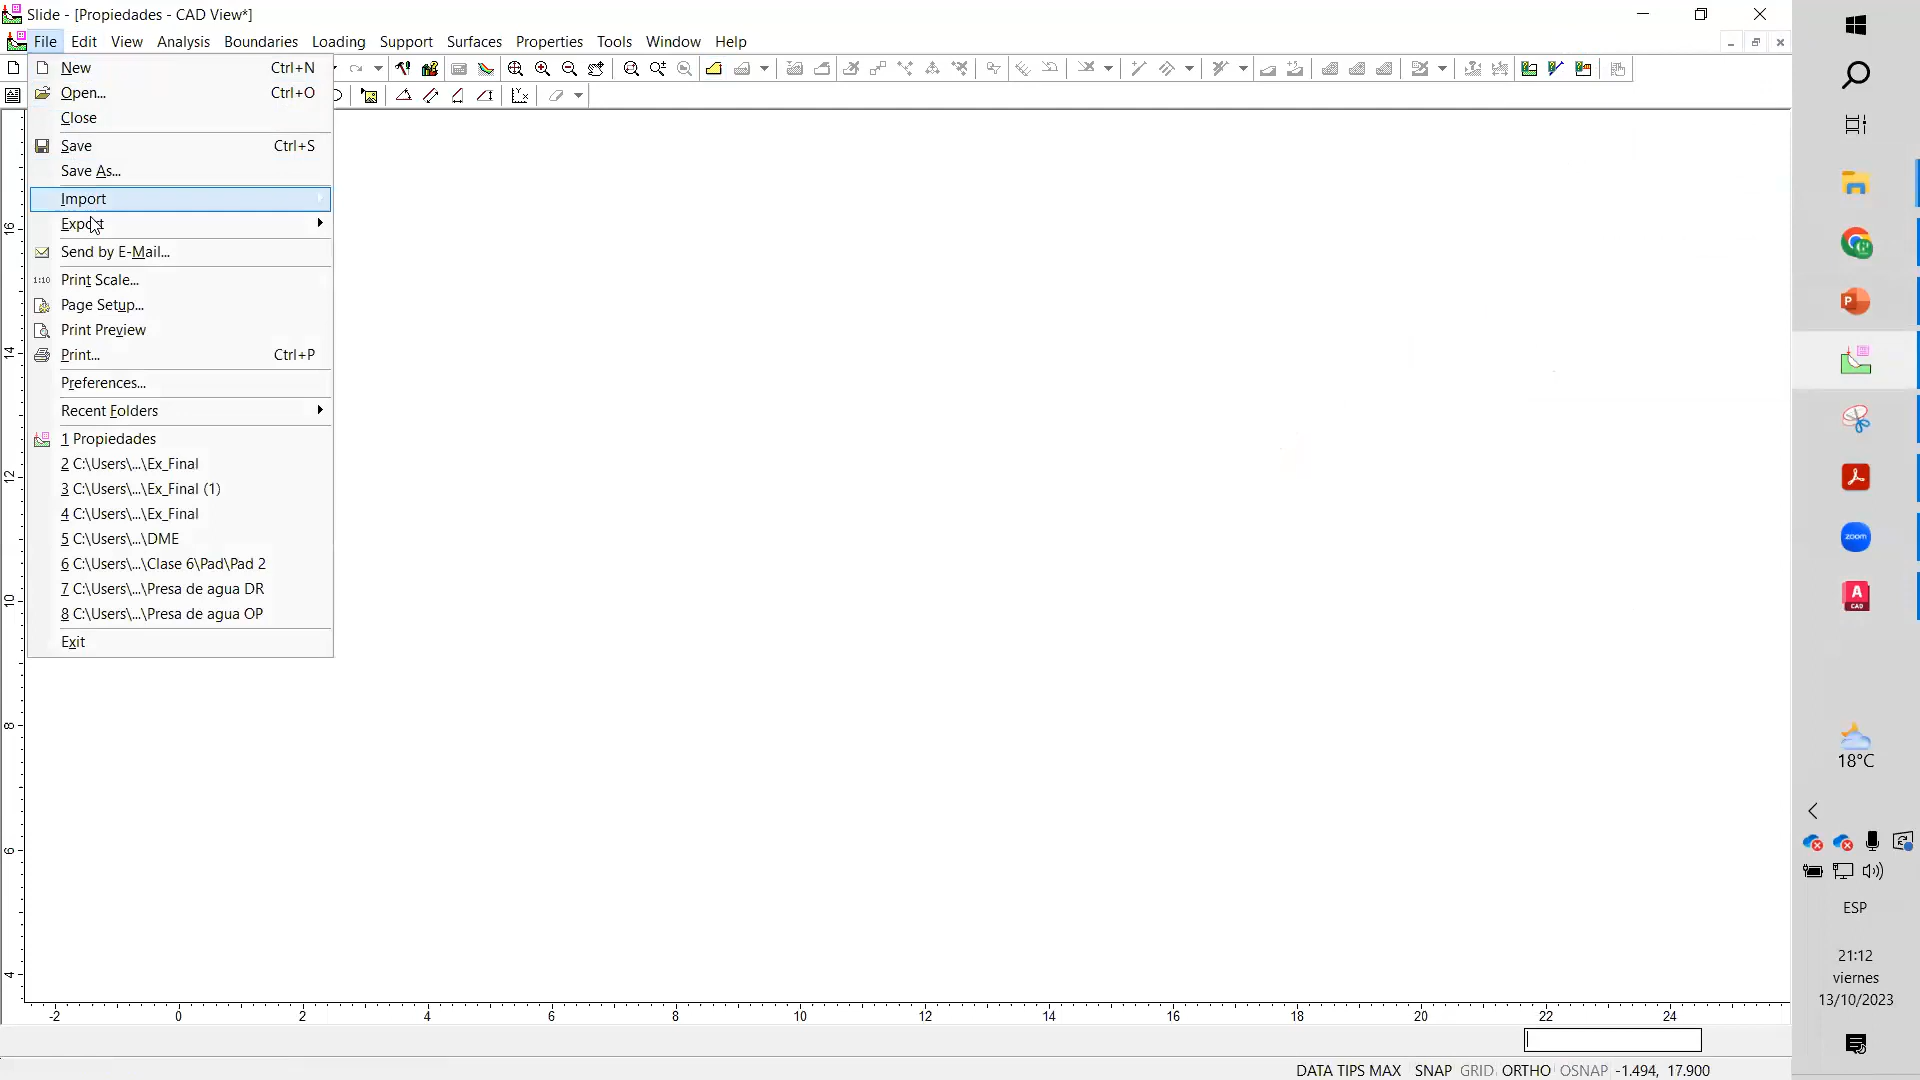 Slide - [Propiedades - CAD View*]
File Edit View Analysis Boundaries Loading Support Surfaces Properties Tools Window Help
New Ctrl+N
Open... Ctrl+O
Close
Save Ctrl+S
Save As...
Import
Export
Send by E-Mail...
1:10 Print Scale...
Page Setup...
Print Preview
Print... Ctrl+P
Preferences...
Recent Folders
1 Propiedades
2 C:\Users\...\Ex_Final
3 C:\Users\...\Ex_Final (1)
4 C:\Users\...\Ex_Final
5 C:\Users\...\DME
6 C:\Users\...\Clase 6\Pad\Pad 2
7 C:\Users\...\Presa de agua DR
8 C:\Users\...\Presa de agua OP
Exit
16
14
12
10
8
6
4
-2 0 2 4 6 8 10 12 14 16 18 20 22 24
DATA TIPS MAX SNAP GRID ORTHO OSNAP -1.494, 17.900
zoom
A
CAD
18°C
ESP
21:12
viernes
13/10/2023